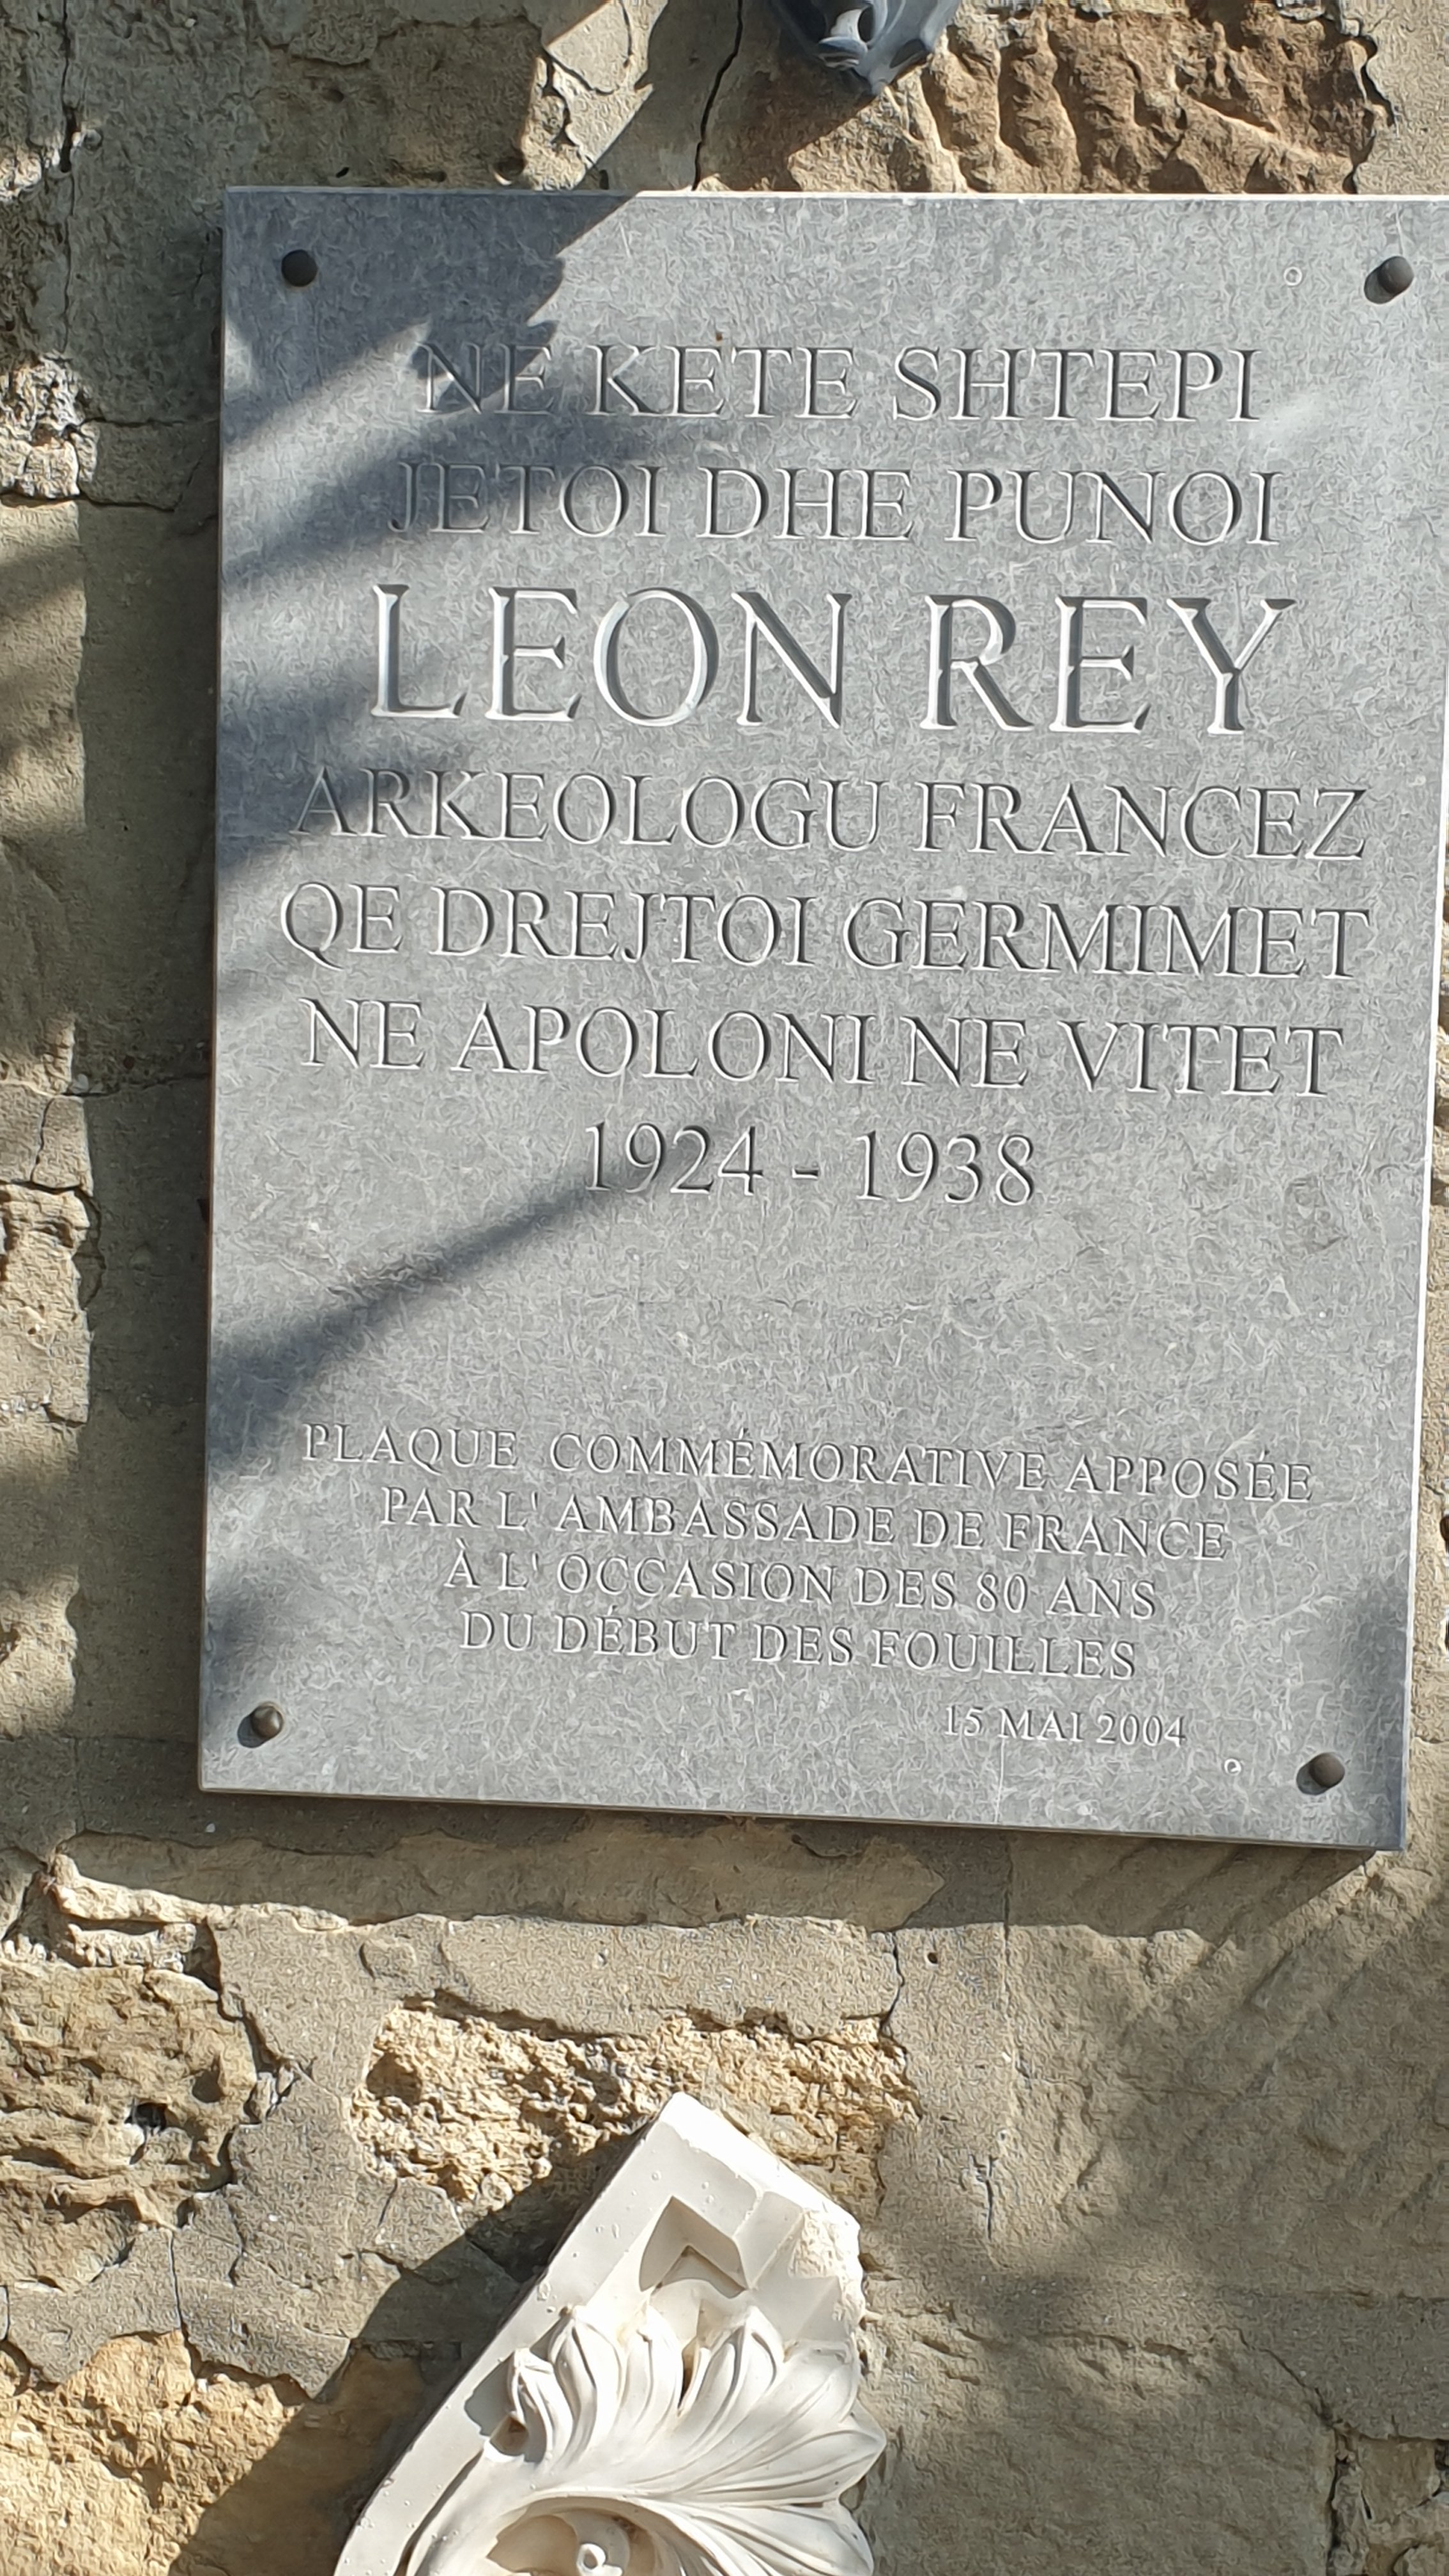 NE KETE SHTEPI
JETOI DHE PUNOI
LEON REY
ARKEOLOGU FRANCEZ
QE DREJTOI GERMIMET
NE APOLONI NE VITET
1924 - 1938
PLAQUE COMMÉMORATIVE APPOSÉE
PAR L' AMBASSADE DE FRANCE
À L' OCCASION DES 80 ANS
DU DÉBUT DES FOUILLES
15 MAI 2004